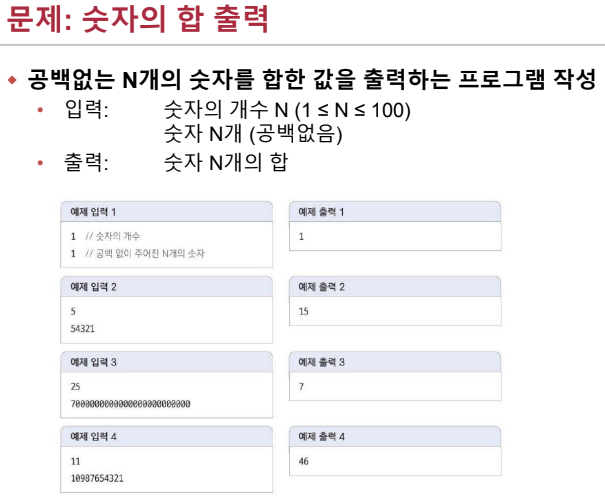 문제: 숫자의 합 출력
공백없는 N개의 숫자를 합한 값을 출력하는 프로그램 작성
• 입력: 숫자의 개수 N (1 ≤ N ≤ 100)
숫자 N개 (공백없음)
• 출력: 숫자 N개의 합
예제 입력 1
1 // 숫자의 개수
1 // 공백 없이 주어진 N개의 숫자
예제 출력 1
1
예제 입력 2
5
54321
예제 출력 2
15
예제 입력 3
25
7000000000000000000000000
예제 출력 3
7
예제 입력 4
11
10987654321
예제 출력 4
46